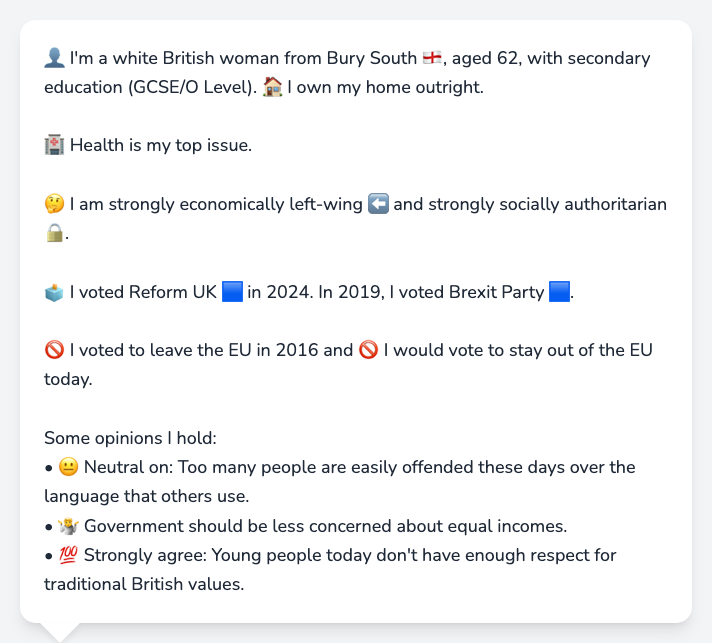 👤 I'm a white British woman from Bury South 🏴󠁧󠁢󠁥󠁮󠁧󠁿, aged 62, with secondary
education (GCSE/O Level). 🏠 I own my home outright.
🏥 Health is my top issue.
🤔 I am strongly economically left-wing ⬅️ and strongly socially authoritarian
🔒.
🗳️ I voted Reform UK 🟦 in 2024. In 2019, I voted Brexit Party 🟦.
🚫 I voted to leave the EU in 2016 and 🚫 I would vote to stay out of the EU
today.
Some opinions I hold:
• 😐 Neutral on: Too many people are easily offended these days over the
language that others use.
• 🤷 Government should be less concerned about equal incomes.
• 💯 Strongly agree: Young people today don't have enough respect for
traditional British values.